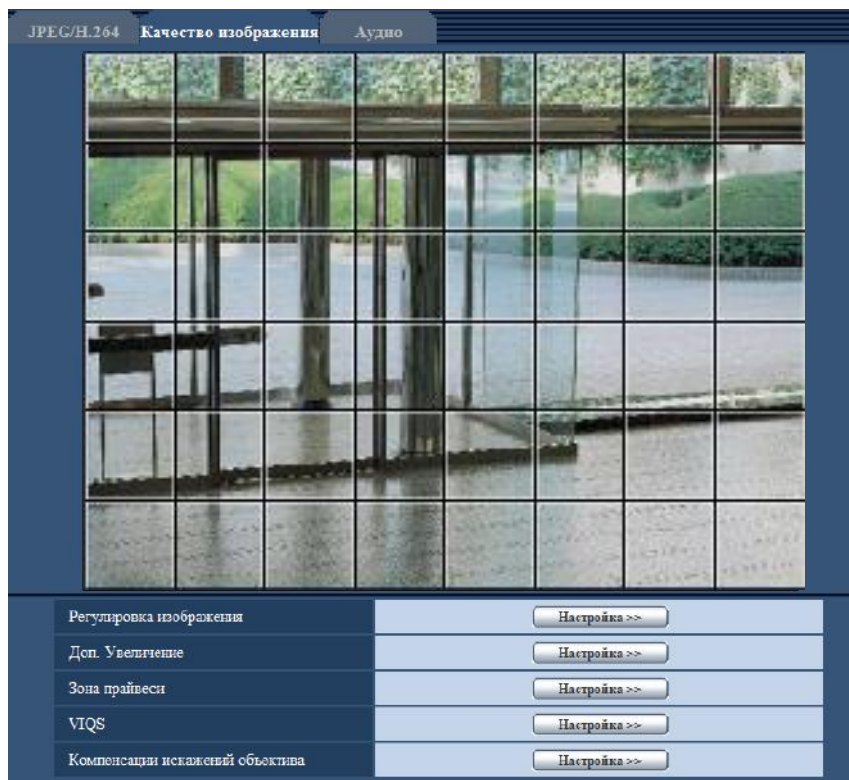 JPEG/H.264 Качество изображения Аудио
Регулировка изображения Настройка >>
Доп. Увеличение Настройка >>
Зона прайвеси Настройка >>
VIQS Настройка >>
Компенсации искажений объектива Настройка >>